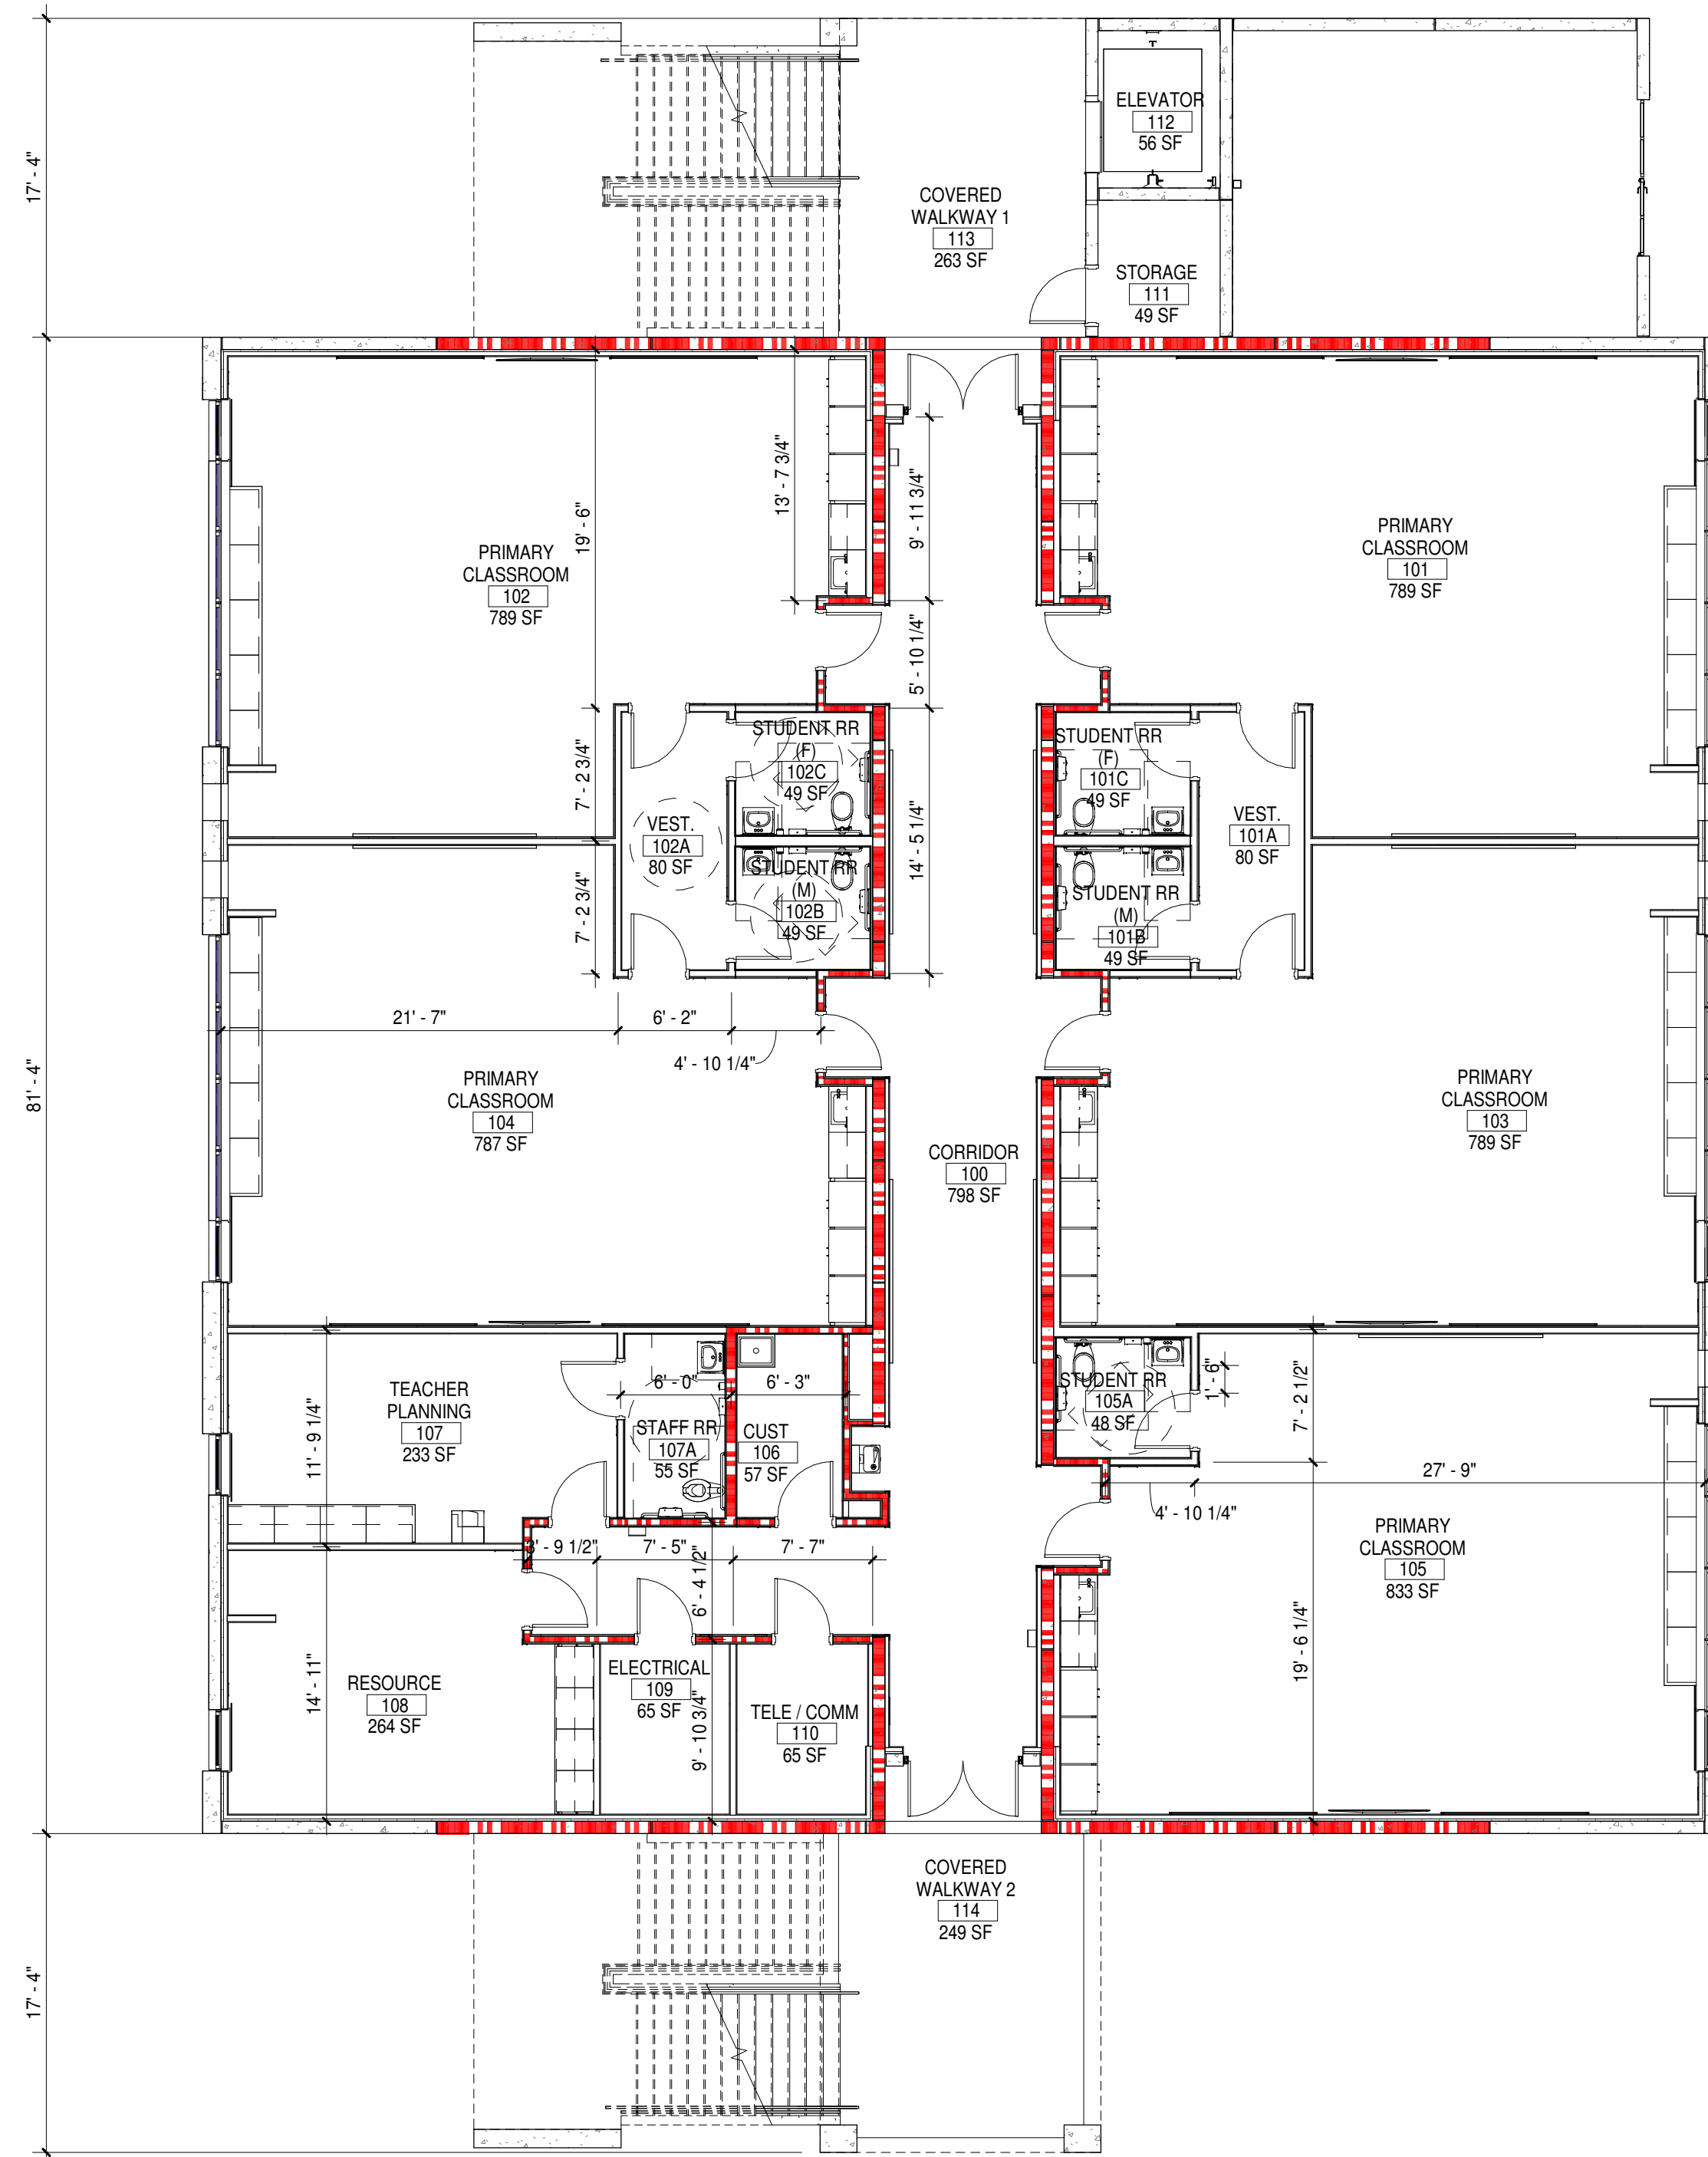 17' - 4"
ELEVATOR
112
56 SF
COVERED
WALKWAY 1
113
263 SF
STORAGE
111
49 SF
81' - 4"
19' - 6"
13' - 7 3/4"
9' - 11 3/4"
5' - 10 1/4"
PRIMARY
CLASSROOM
102
789 SF
PRIMARY
CLASSROOM
101
789 SF
7' - 2 3/4"
7' - 2 3/4"
14' - 5 1/4"
STUDENT RR
(F)
102C
49 SF
STUDENT RR
(F)
101C
49 SF
VEST.
102A
80 SF
VEST.
101A
80 SF
STUDENT RR
(M)
102B
49 SF
STUDENT RR
(M)
101B
49 SF
21' - 7"
6' - 2"
4' - 10 1/4"
PRIMARY
CLASSROOM
104
787 SF
PRIMARY
CLASSROOM
103
789 SF
CORRIDOR
100
798 SF
TEACHER
PLANNING
107
233 SF
11' - 9 1/4"
6' - 0"
6' - 3"
STAFF RR
107A
55 SF
CUST
106
57 SF
STUDENT RR
105A
48 SF
1' - 6"
7' - 2 1/2"
27' - 9"
4' - 10 1/4"
- 9 1/2"
7' - 5"
7' - 7"
6' - 4 1/2"
PRIMARY
CLASSROOM
105
833 SF
19' - 6 1/4"
14' - 11"
RESOURCE
108
264 SF
ELECTRICAL
109
65 SF
9' - 10 3/4"
TELE / COMM
110
65 SF
COVERED
WALKWAY 2
114
249 SF
17' - 4"